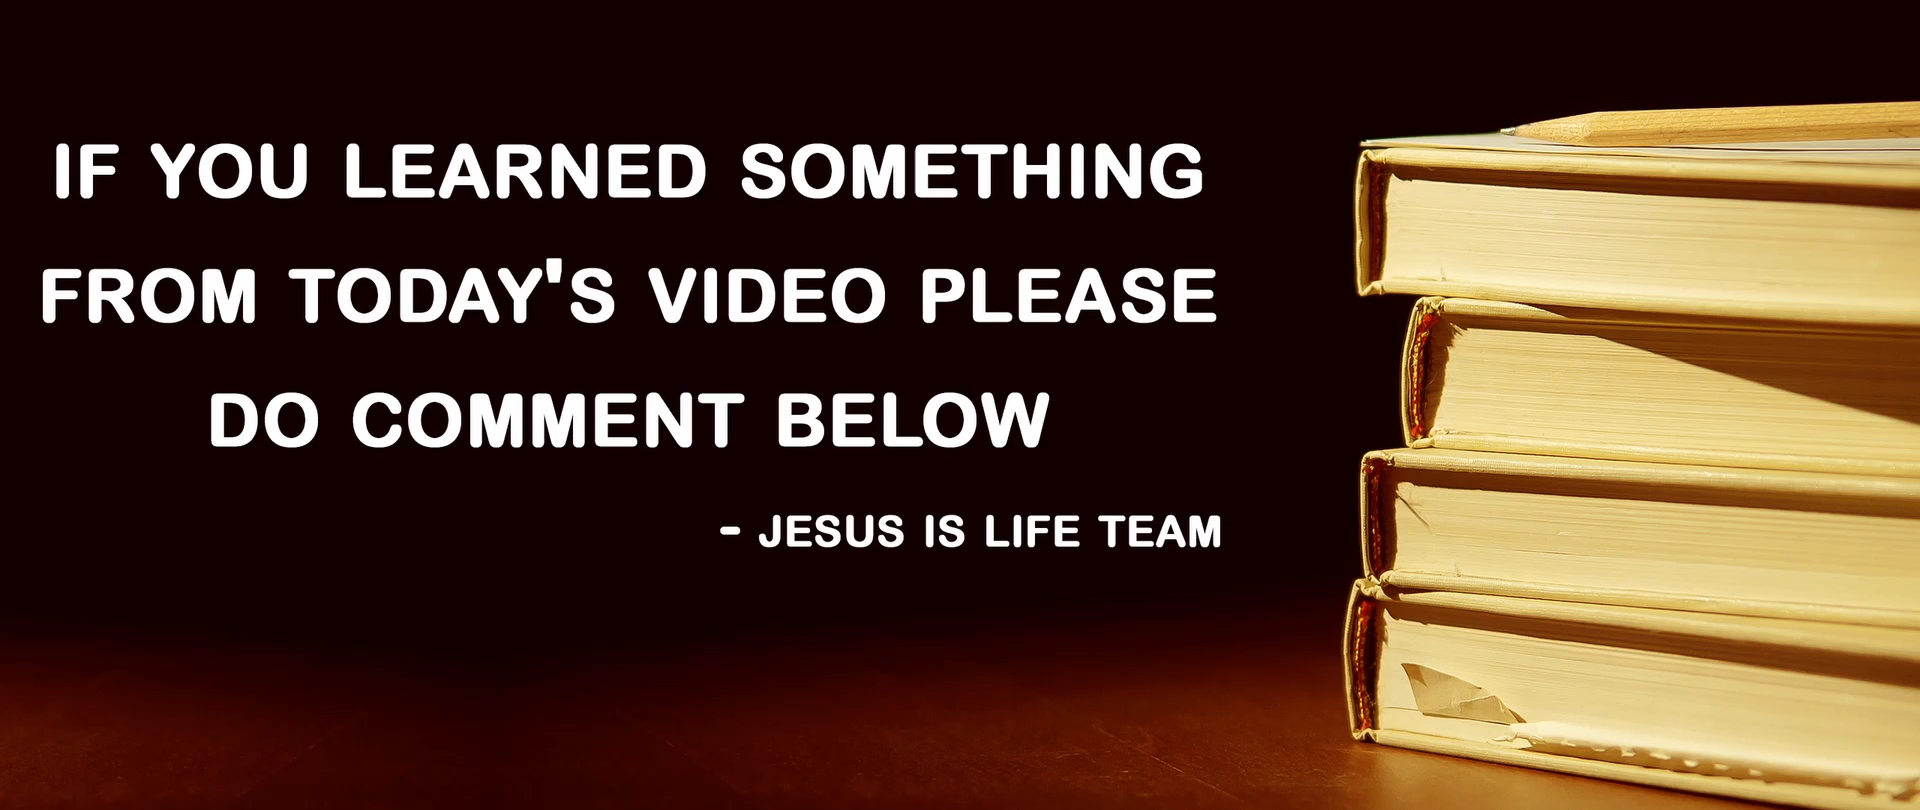 IF YOU LEARNED SOMETHING
FROM TODAY'S VIDEO PLEASE
DO COMMENT BELOW
- JESUS IS LIFE TEAM